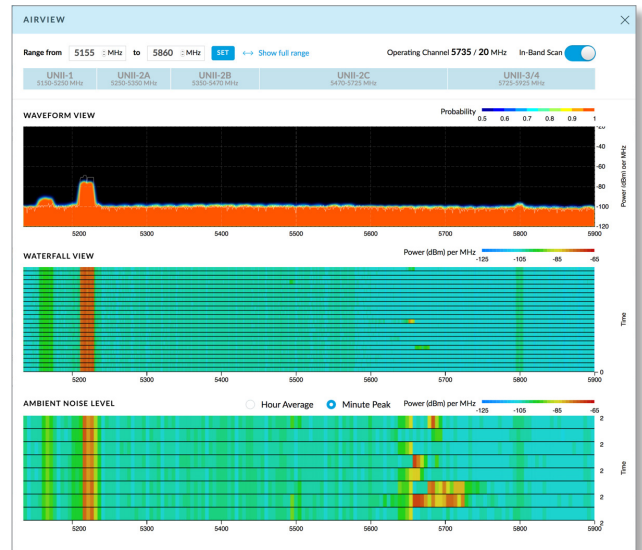 AIRVIEW
Range from 5155 MHz to 5860 MHz SET Show full range Operating Channel 5735 / 20 MHz In-Band Scan
UNII-1 UNII-2A UNII-2B UNII-2C UNII-3/4
5150-5250 MHz 5250-5350 MHz 5350-5470 MHz 5470-5725 MHz 5725-5925 MHz
WAVEFORM VIEW
Probability 0.5 0.6 0.7 0.8 0.9 1
-20
-40
-60
-80
-100
-120
Power (dBm) per MHz
5200 5300 5400 5500 5600 5700 5800 5900
WATERFALL VIEW
Power (dBm) per MHz -125 -105 -85 -65
Time
0
5200 5300 5400 5500 5600 5700 5800 5900
AMBIENT NOISE LEVEL Hour Average Minute Peak Power (dBm) per MHz -125 -105 -85 -65
2
2
2
2
2
Time
5200 5300 5400 5500 5600 5700 5800 5900